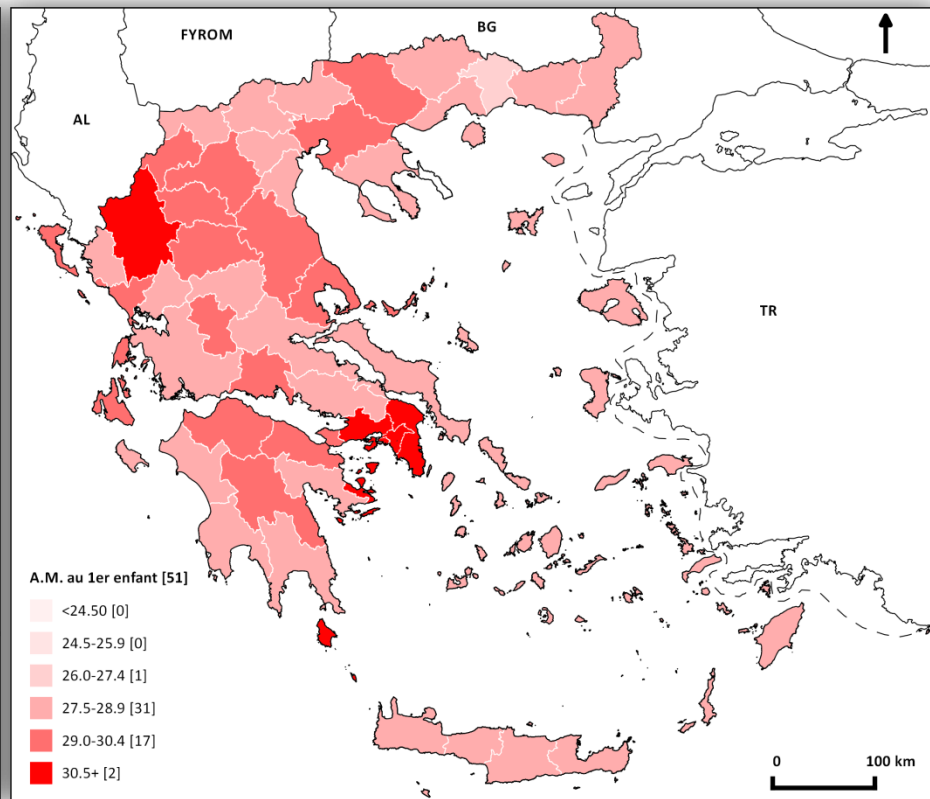 FYROM
BG
AL
TR
A.M. au 1er enfant [51]
<24.50 [0]
24.5-25.9 [0]
26.0-27.4 [1]
27.5-28.9 [31]
29.0-30.4 [17]
30.5+ [2]
0 100 km